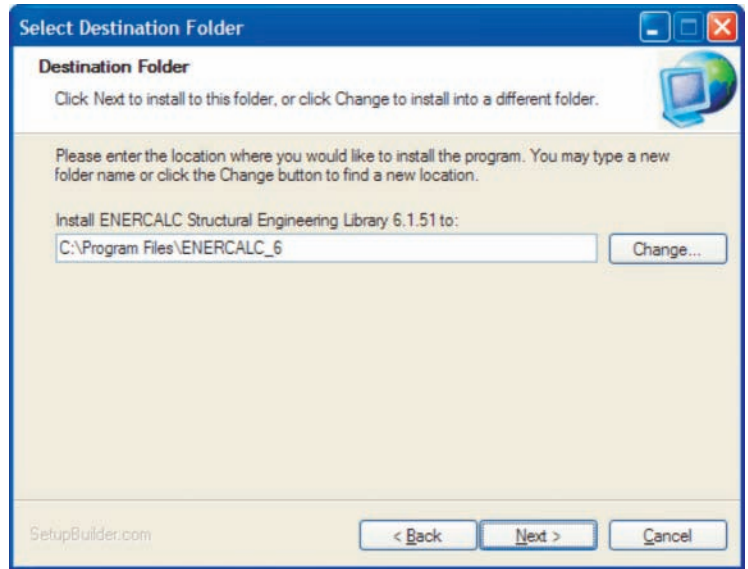 Select Destination Folder
Destination Folder
Click Next to install to this folder, or click Change to install into a different folder.
Please enter the location where you would like to install the program. You may type a new
folder name or click the Change button to find a new location.
Install ENERCALC Structural Engineering Library 6.1.51 to:
C:\Program Files\ENERCALC_6
Change...
SetupBuilder.com
< Back
Next >
Cancel